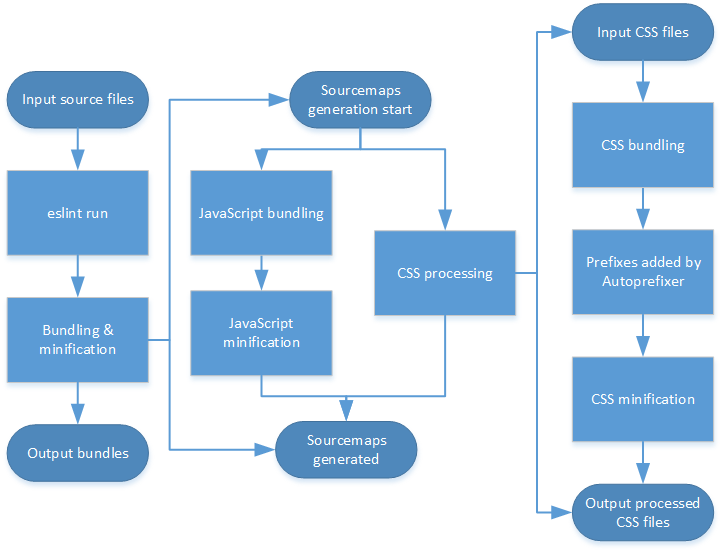 Input source files
eslint run
Bundling &
minification
Output bundles
Sourcemaps
generation start
JavaScript bundling
JavaScript
minification
CSS processing
Sourcemaps
generated
Input CSS files
CSS bundling
Prefixes added by
Autoprefixer
CSS minification
Output processed
CSS files